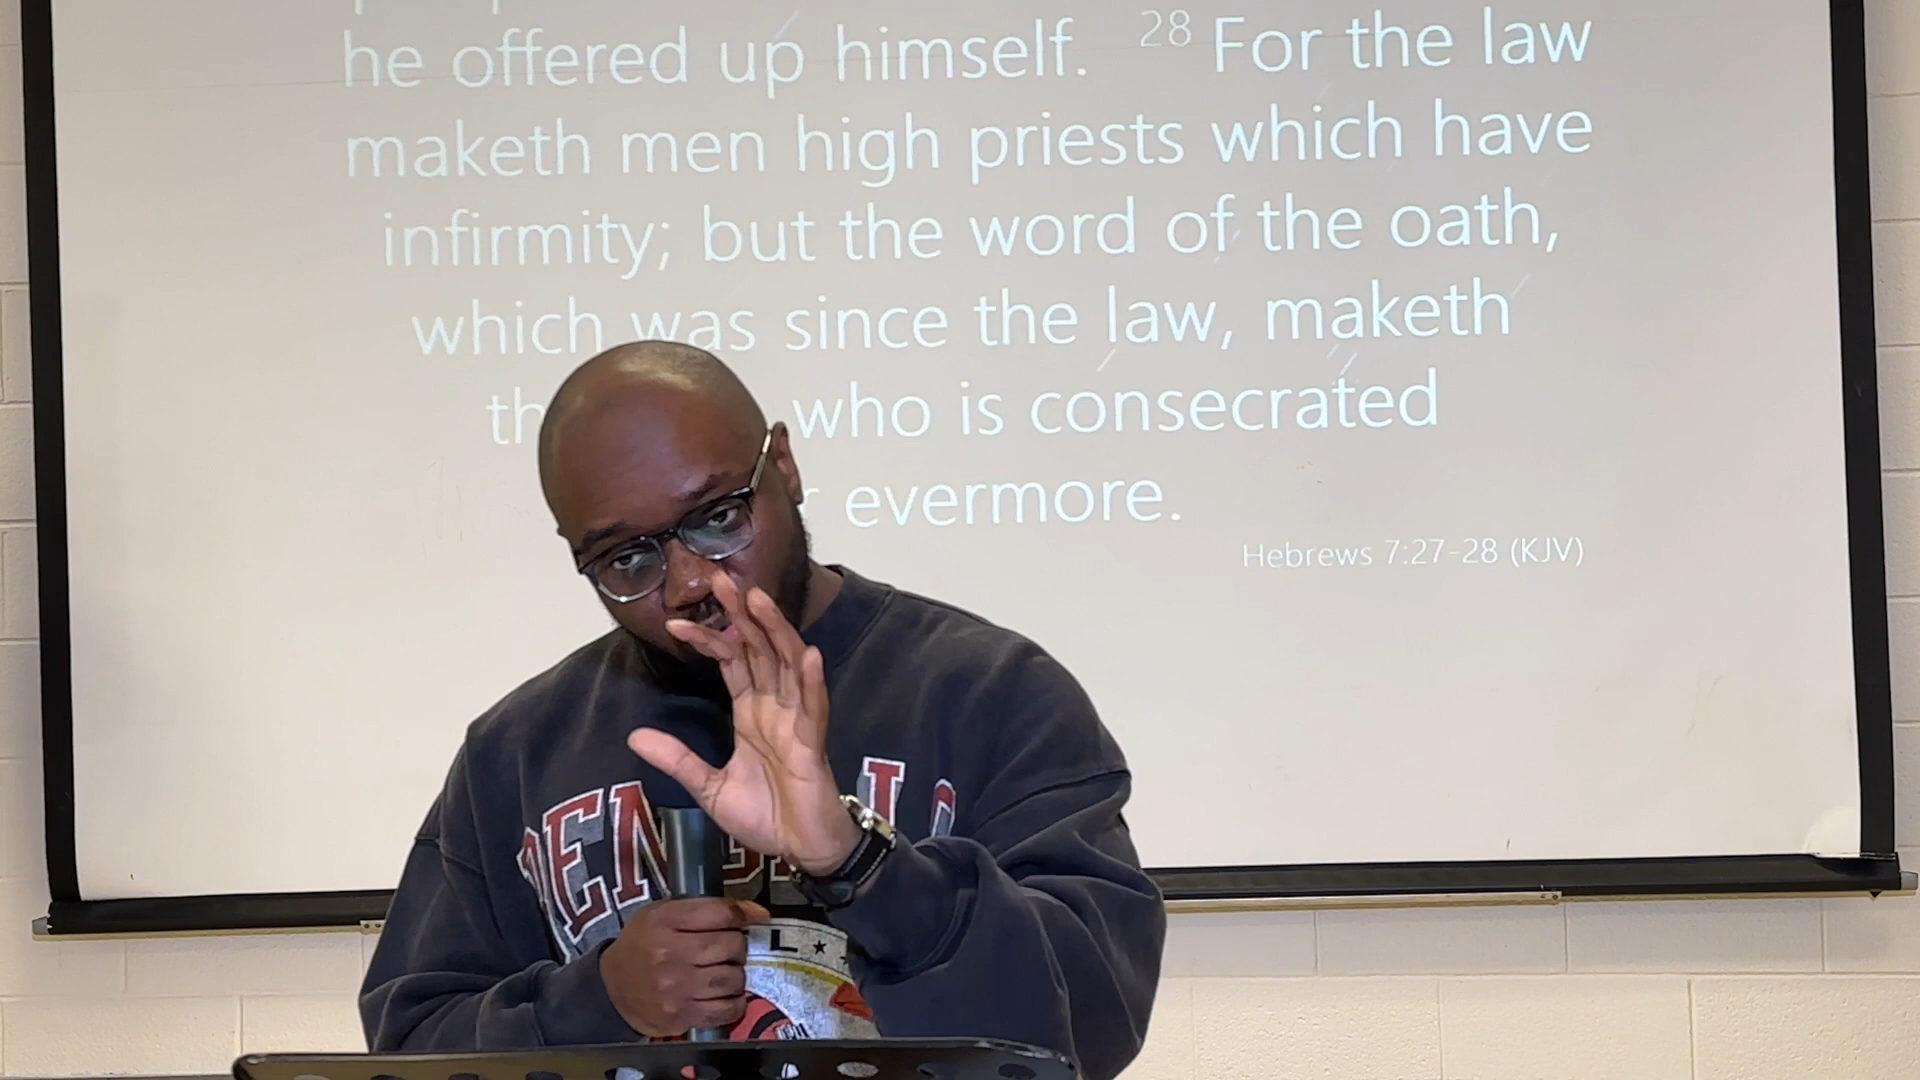 he offered up himself. 28 For the law
maketh men high priests which have
infirmity; but the word of the oath,
which was since the law, maketh
who is consecrated
evermore.
Hebrews 7:27-28 (KJV)